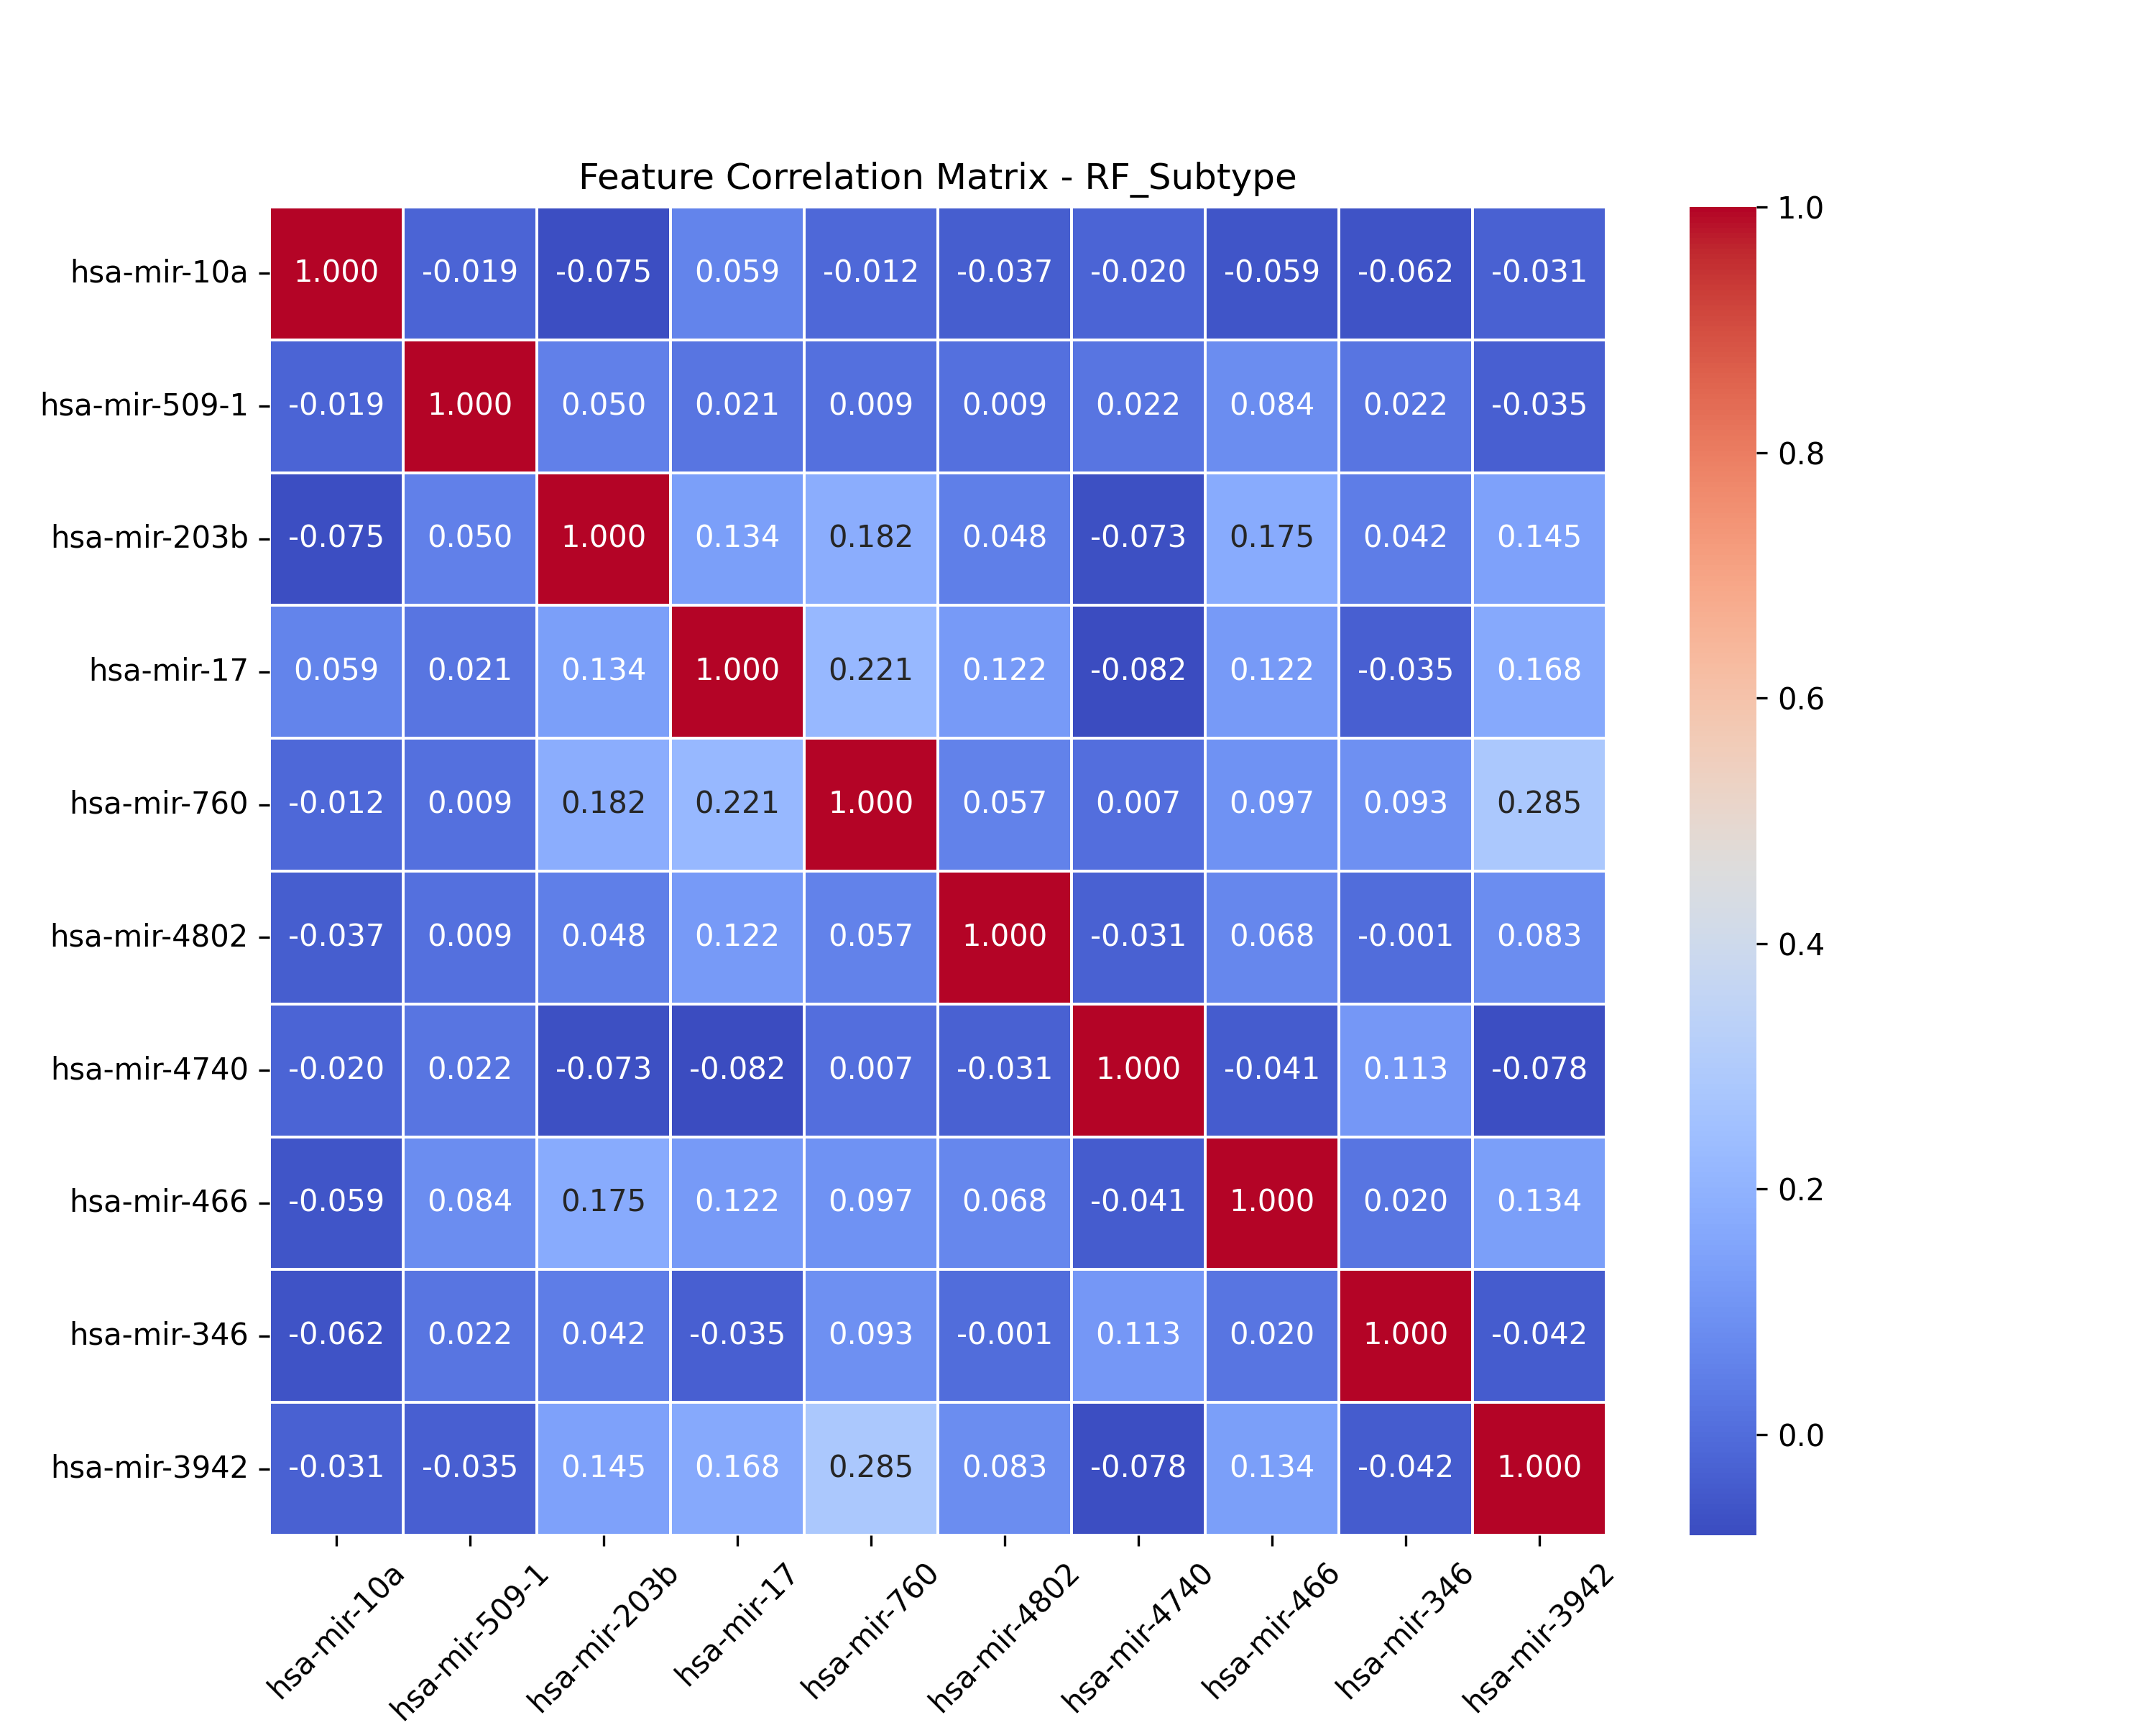 Feature Correlation Matrix - RF_Subtype
hsa-mir-10a 1.000 -0.019 -0.075 0.059 -0.012 -0.037 -0.020 -0.059 -0.062 -0.031
hsa-mir-509-1 -0.019 1.000 0.050 0.021 0.009 0.009 0.022 0.084 0.022 -0.035
hsa-mir-203b -0.075 0.050 1.000 0.134 0.182 0.048 -0.073 0.175 0.042 0.145
hsa-mir-17 0.059 0.021 0.134 1.000 0.221 0.122 -0.082 0.122 -0.035 0.168
hsa-mir-760 -0.012 0.009 0.182 0.221 1.000 0.057 0.007 0.097 0.093 0.285
hsa-mir-4802 -0.037 0.009 0.048 0.122 0.057 1.000 -0.031 0.068 -0.001 0.083
hsa-mir-4740 -0.020 0.022 -0.073 -0.082 0.007 -0.031 1.000 -0.041 0.113 -0.078
hsa-mir-466 -0.059 0.084 0.175 0.122 0.097 0.068 -0.041 1.000 0.020 0.134
hsa-mir-346 -0.062 0.022 0.042 -0.035 0.093 -0.001 0.113 0.020 1.000 -0.042
hsa-mir-3942 -0.031 -0.035 0.145 0.168 0.285 0.083 -0.078 0.134 -0.042 1.000
hsa-mir-10a hsa-mir-509-1 hsa-mir-203b hsa-mir-17 hsa-mir-760 hsa-mir-4802 hsa-mir-4740 hsa-mir-466 hsa-mir-346 hsa-mir-3942
1.0
0.8
0.6
0.4
0.2
0.0